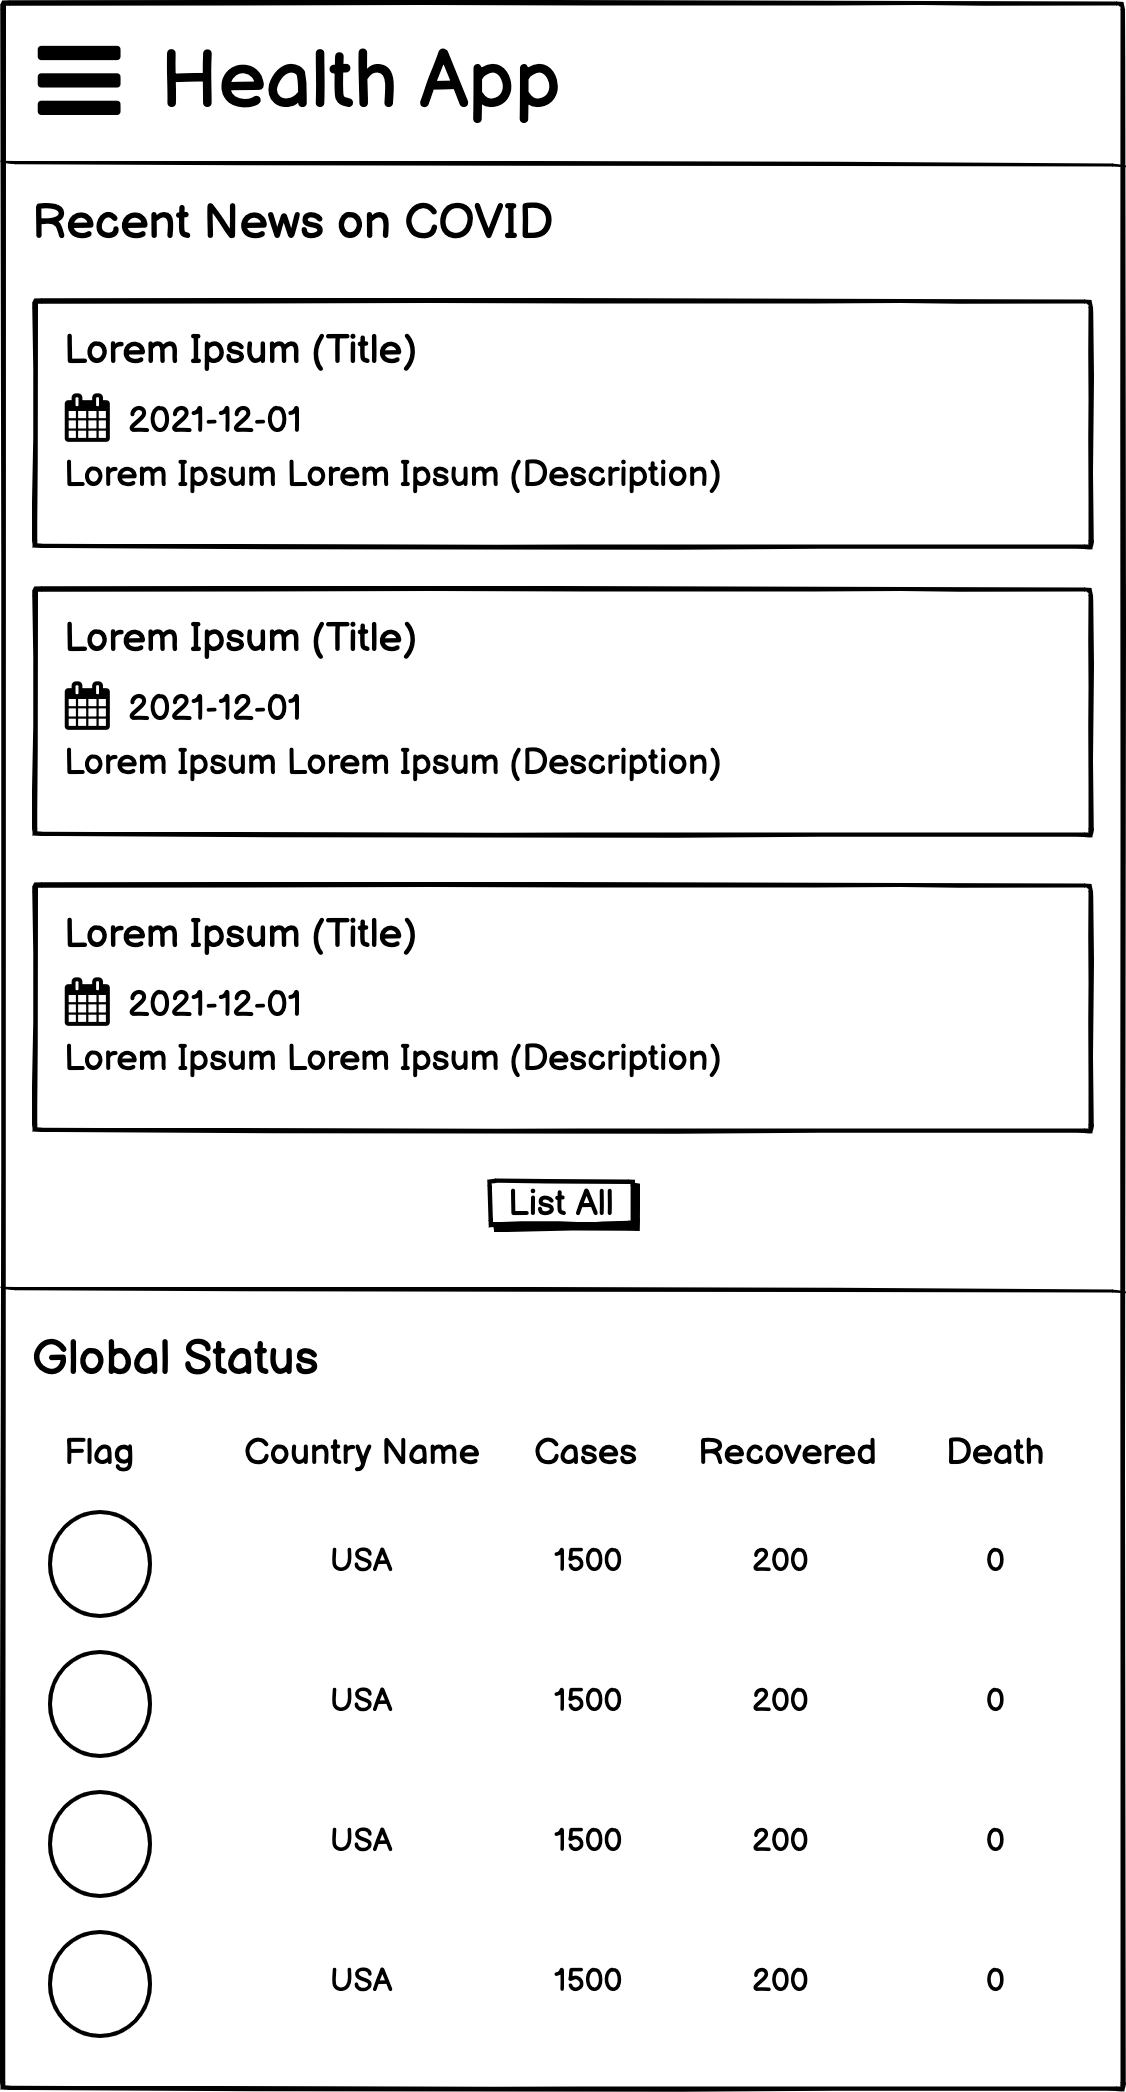 Health App
Recent News on COVID
Lorem Ipsum (Title)
2021-12-01
Lorem Ipsum Lorem Ipsum (Description)
Lorem Ipsum (Title)
2021-12-01
Lorem Ipsum Lorem Ipsum (Description)
Lorem Ipsum (Title)
2021-12-01
Lorem Ipsum Lorem Ipsum (Description)
List All
Global Status
Flag Country Name Cases Recovered Death
USA 1500 200 0
USA 1500 200 0
USA 1500 200 0
USA 1500 200 0